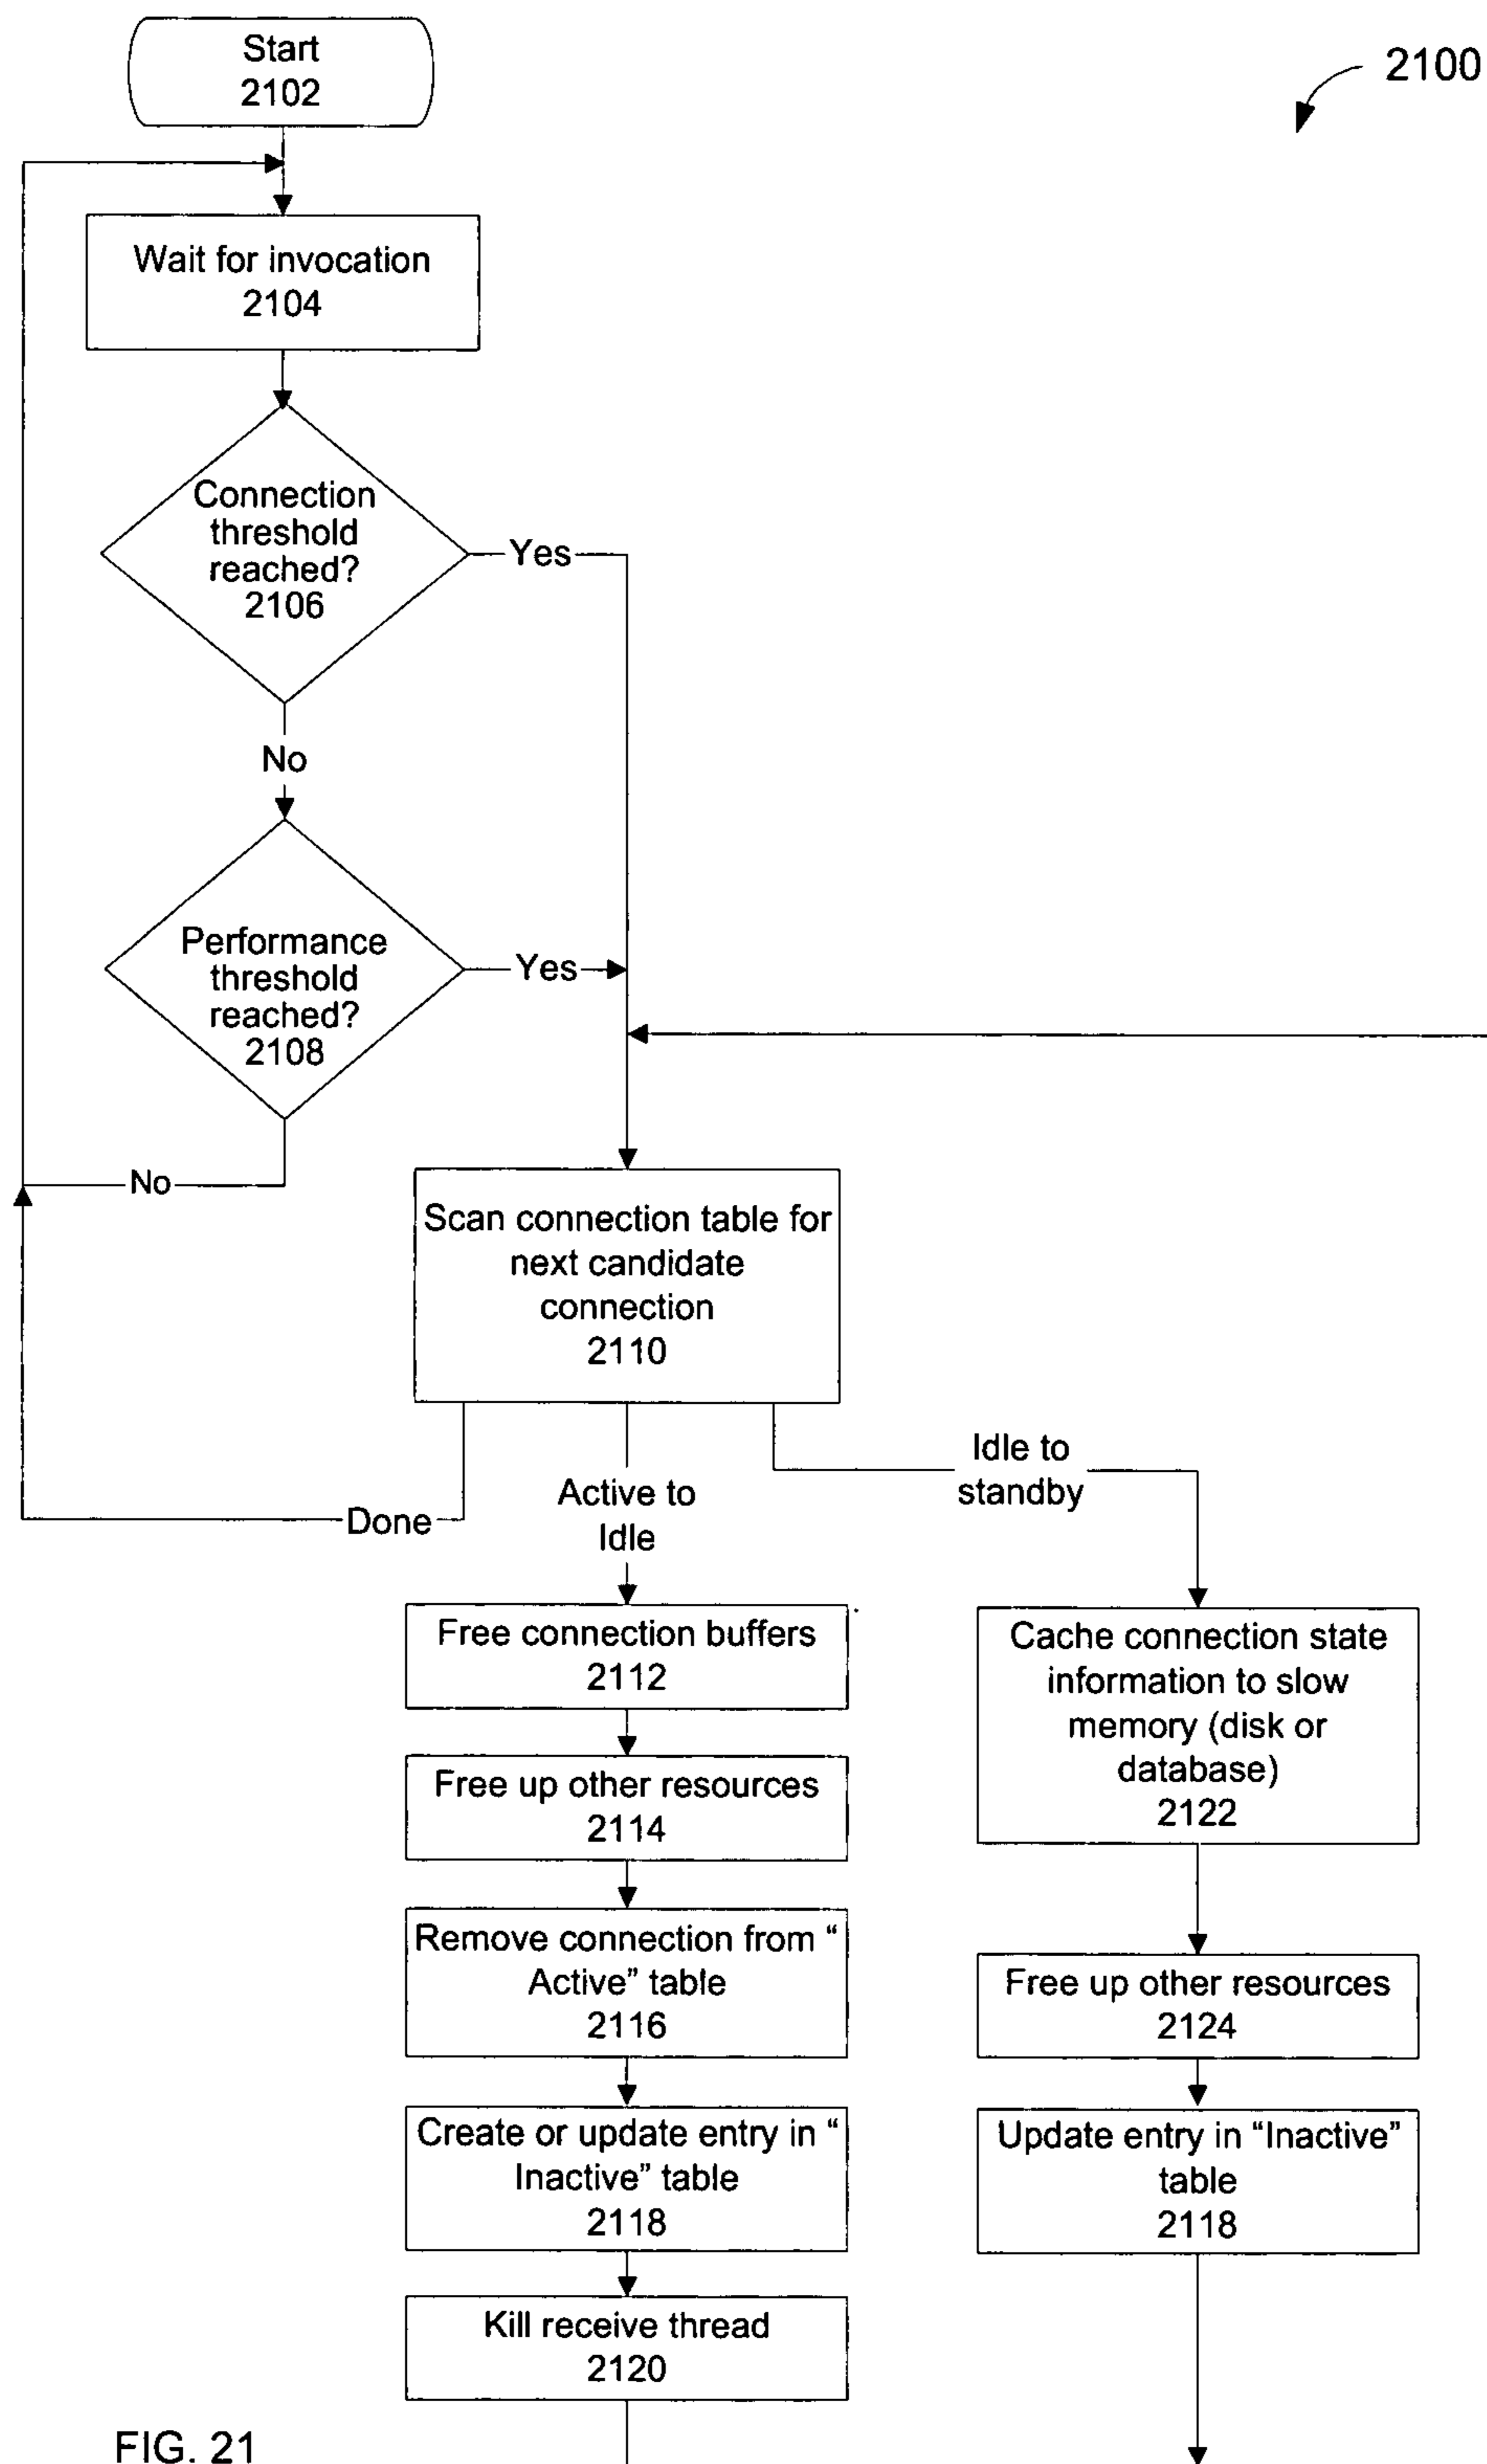 Start
2102
2100
Wait for invocation
2104
Connection
threshold
reached?
2106
Yes
No
Performance
threshold
reached?
2108
Yes
No
Scan connection table for
next candidate
connection
2110
Done
Active to
Idle
Idle to
standby
Free connection buffers
2112
Free up other resources
2114
Remove connection from “
Active” table
2116
Create or update entry in “
Inactive” table
2118
Kill receive thread
2120
Cache connection state
information to slow
memory (disk or
database)
2122
Free up other resources
2124
Update entry in “Inactive”
table
2118
FIG. 21